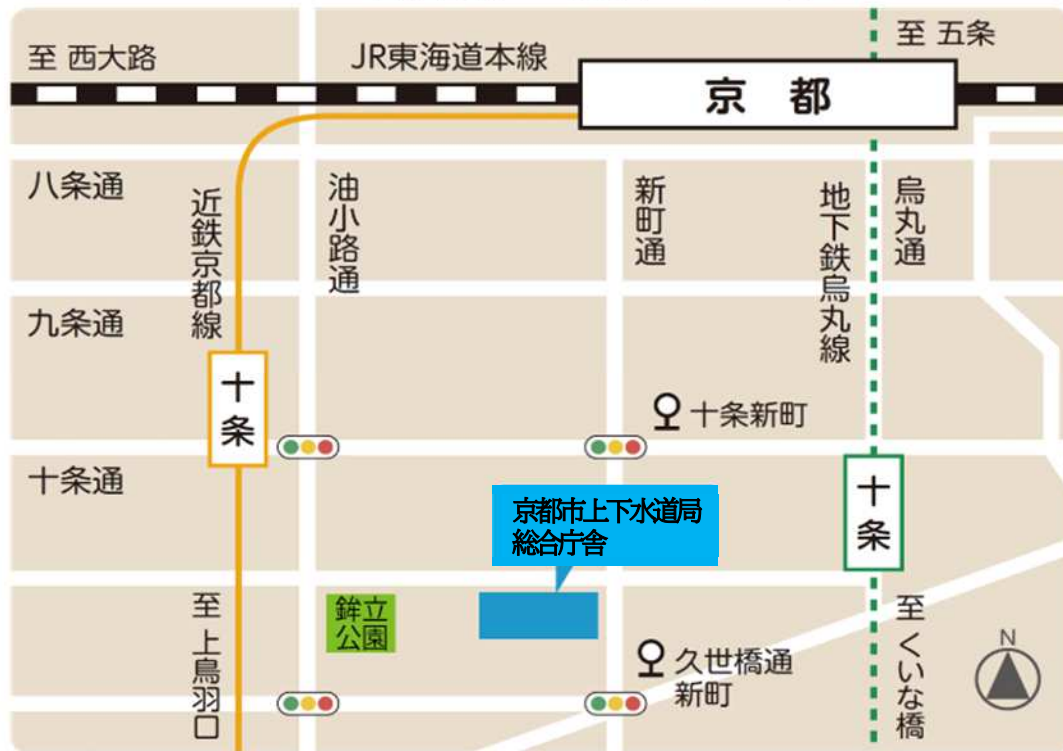 至 西大路
JR東海道本線
至 五条
京都
八条通
近鉄京都線
油小路通
新町通
地下鉄烏丸線
烏丸通
九条通
十条
十条新町
十条通
京都市上下水道局
総合庁舎
十条
鉾立
公園
至 上鳥羽口
久世橋通
新町
至 くいな橋
N